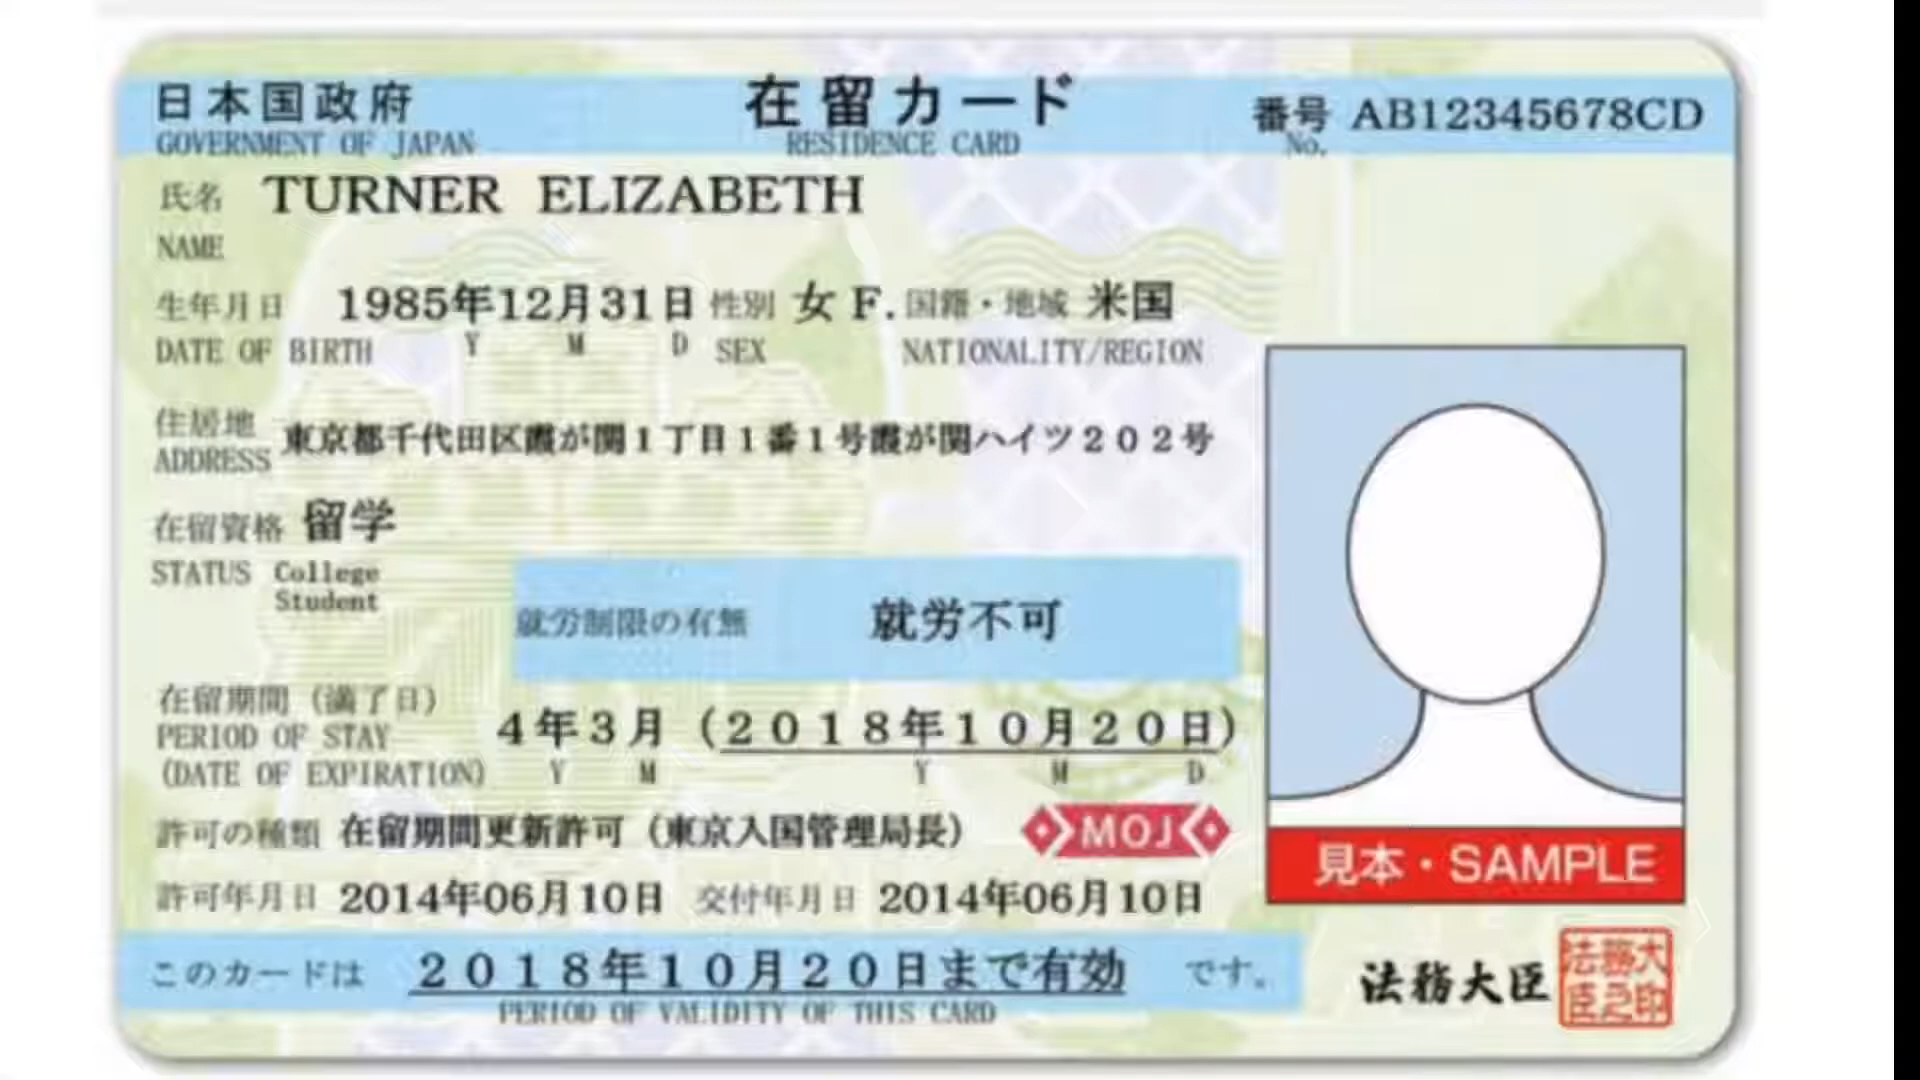 日本国政府 在留カード 番号 AB12345678CD
GOVERNMENT OF JAPAN RESIDENCE CARD No.
氏名 TURNER ELIZABETH
NAME
生年月日 1985年12月31日 性別 女 F. 国籍・地域 米国
DATE OF BIRTH Y M D SEX NATIONALITY/REGION
住居地 東京都千代田区霞が関1丁目1番1号霞が関ハイツ202号
ADDRESS
在留資格 留学
STATUS College
Student
就労制限の有無 就労不可
在留期間(満了日)
PERIOD OF STAY 4年3月(2018年10月20日)
(DATE OF EXPIRATION) Y M Y M D
許可の種類 在留期間更新許可(東京入国管理局長) MOJ
見本・SAMPLE
許可年月日 2014年06月10日 交付年月日 2014年06月10日
このカードは 2018年10月20日まで有効 です。
PERIOD OF VALIDITY OF THIS CARD
法務大臣 法務大臣之印